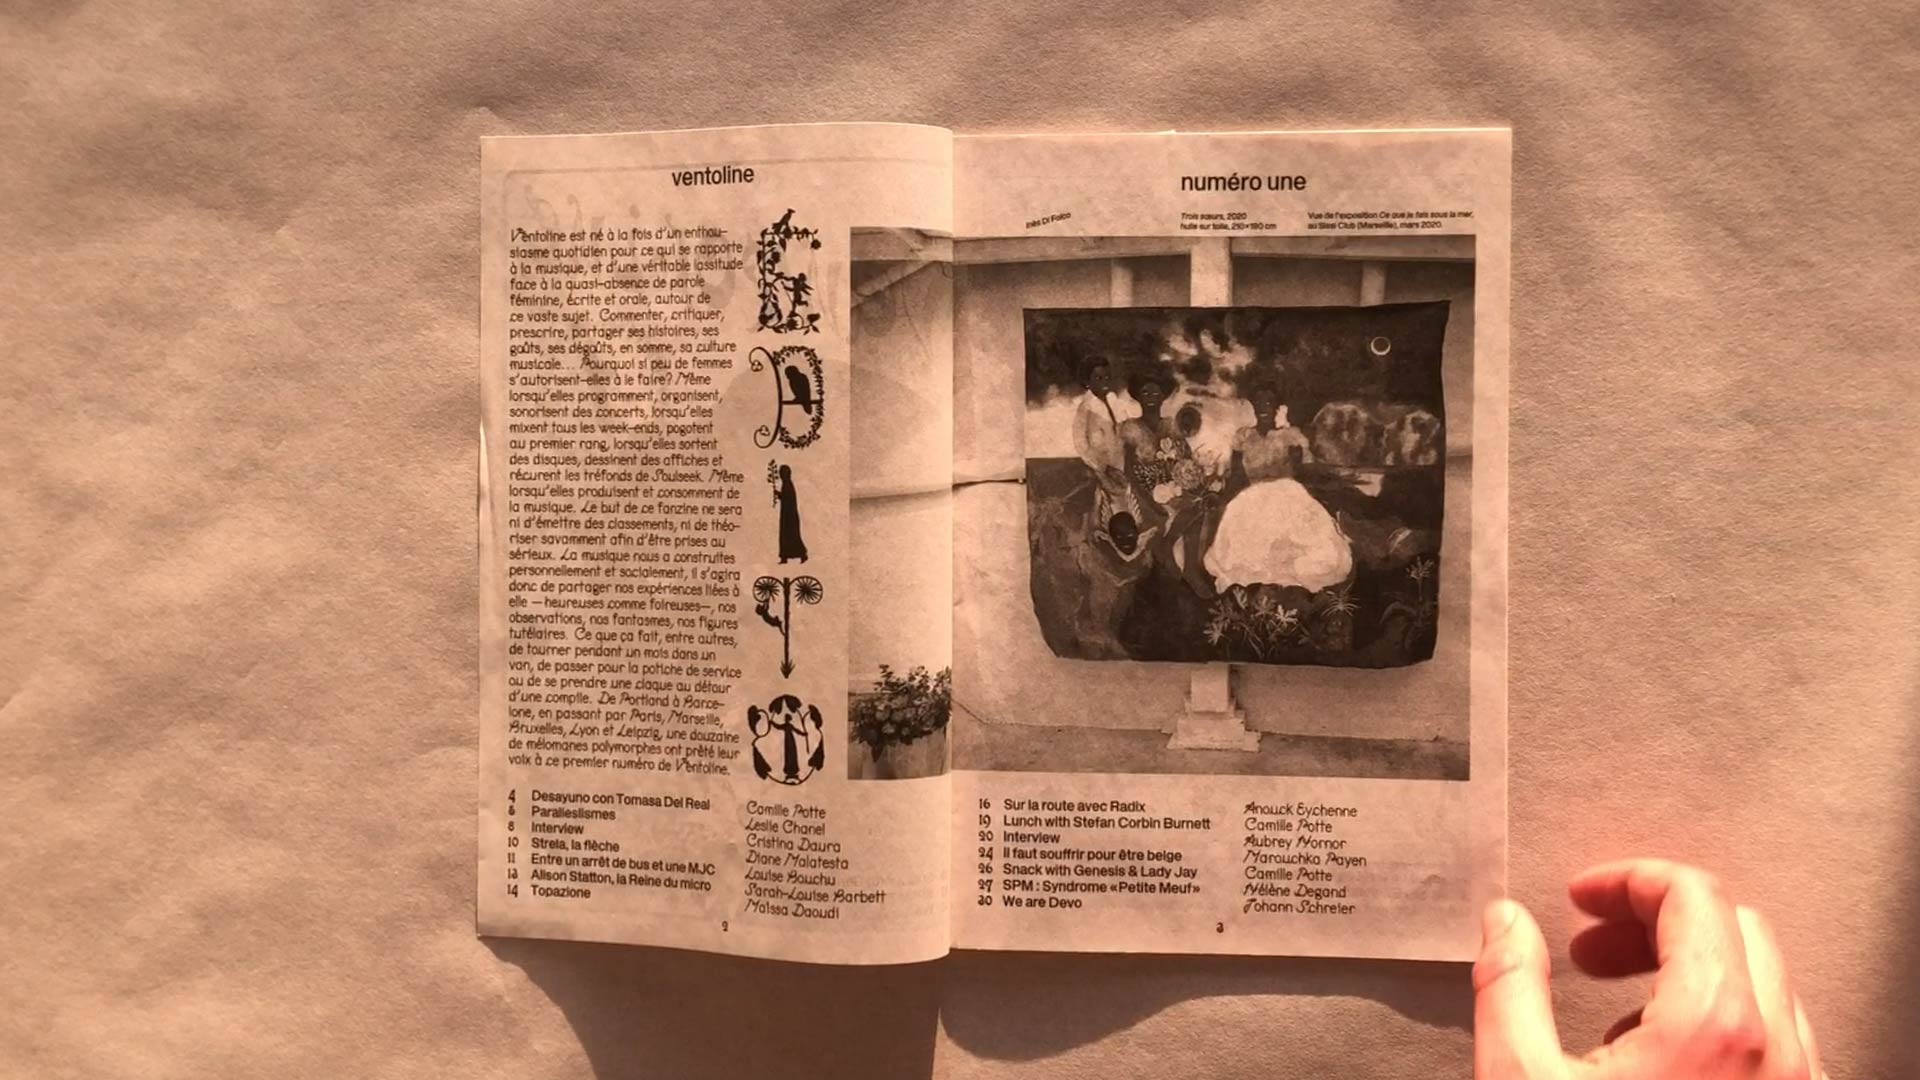 ventoline
Ventoline est né à la fois d'un enthou-
siasme quotidien pour ce qui se rapporte
à la musique, et d'une véritable lassitude
face à la quasi-absence de parole
féminine, écrite et orale, autour de
ce vaste sujet. Commenter, critiquer,
prescrire, partager ses histoires, ses
goûts, ses dégoûts, en somme, sa culture
musicale... Pourquoi si peu de femmes
s'autorisent-elles à le faire? Même
lorsqu'elles programment, organisent,
sonorisent des concerts, lorsqu'elles
mixent tous les week-ends, pogotent
au premier rang, lorsqu'elles sortent
des disques, dessinent des affiches et
récurent les tréfonds de Soulseek. Même
lorsqu'elles produisent et consomment de
la musique. Le but de ce fanzine ne sera
ni d'émettre des classements, ni de théo-
riser savamment afin d'être prises au
sérieux. La musique nous a construites
personnellement et socialement, il s'agira
donc de partager nos expériences liées à
elle — heureuses comme foireuses—, nos
observations, nos fantasmes, nos figures
tutélaires. Ce que ça fait, entre autres,
de tourner pendant un mois dans un
van, de passer pour la potiche de service
ou de se prendre une claque au détour
d'une compile. De Portland à Barce-
lone, en passant par Paris, Marseille,
Bruxelles, Lyon et Leipzig, une douzaine
de mélomanes polymorphes ont prêté leur
voix à ce premier numéro de Ventoline.
4 Desayuno con Tomasa Del Real Camille Potte
6 Paralleslismes Leslie Chanel
8 Interview Cristina Daura
10 Strela, la flèche Diane Malatesta
11 Entre un arrêt de bus et une MJC Louise Bouchu
13 Alison Statton, la Reine du micro Sarah-Louise Barbett
14 Topazione Maïssa Daoudi
2
numéro une
Inès Di Folco
Trois sœurs, 2020
huile sur toile, 210×180 cm
Vue de l'exposition Ce que je fais sous la mer,
au Sissi Club (Marseille), mars 2020.
16 Sur la route avec Radix Anouck Eychenne
19 Lunch with Stefan Corbin Burnett Camille Potte
20 Interview Aubrey Hornor
24 Il faut souffrir pour être belge Marouchka Payen
26 Snack with Genesis & Lady Jay Camille Potte
27 SPM : Syndrome «Petite Meuf» Hélène Degand
30 We are Devo Johann Schreier
3